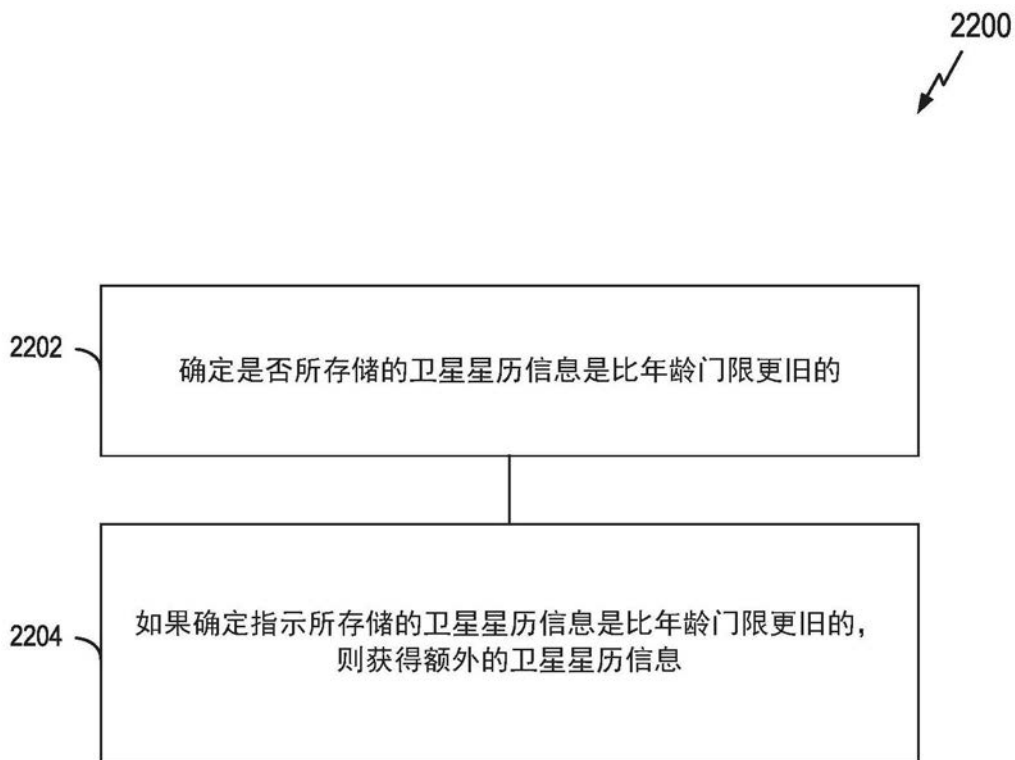 2200
2202
确定是否所存储的卫星星历信息是比年龄门限更旧的
2204
如果确定指示所存储的卫星星历信息是比年龄门限更旧的,
则获得额外的卫星星历信息